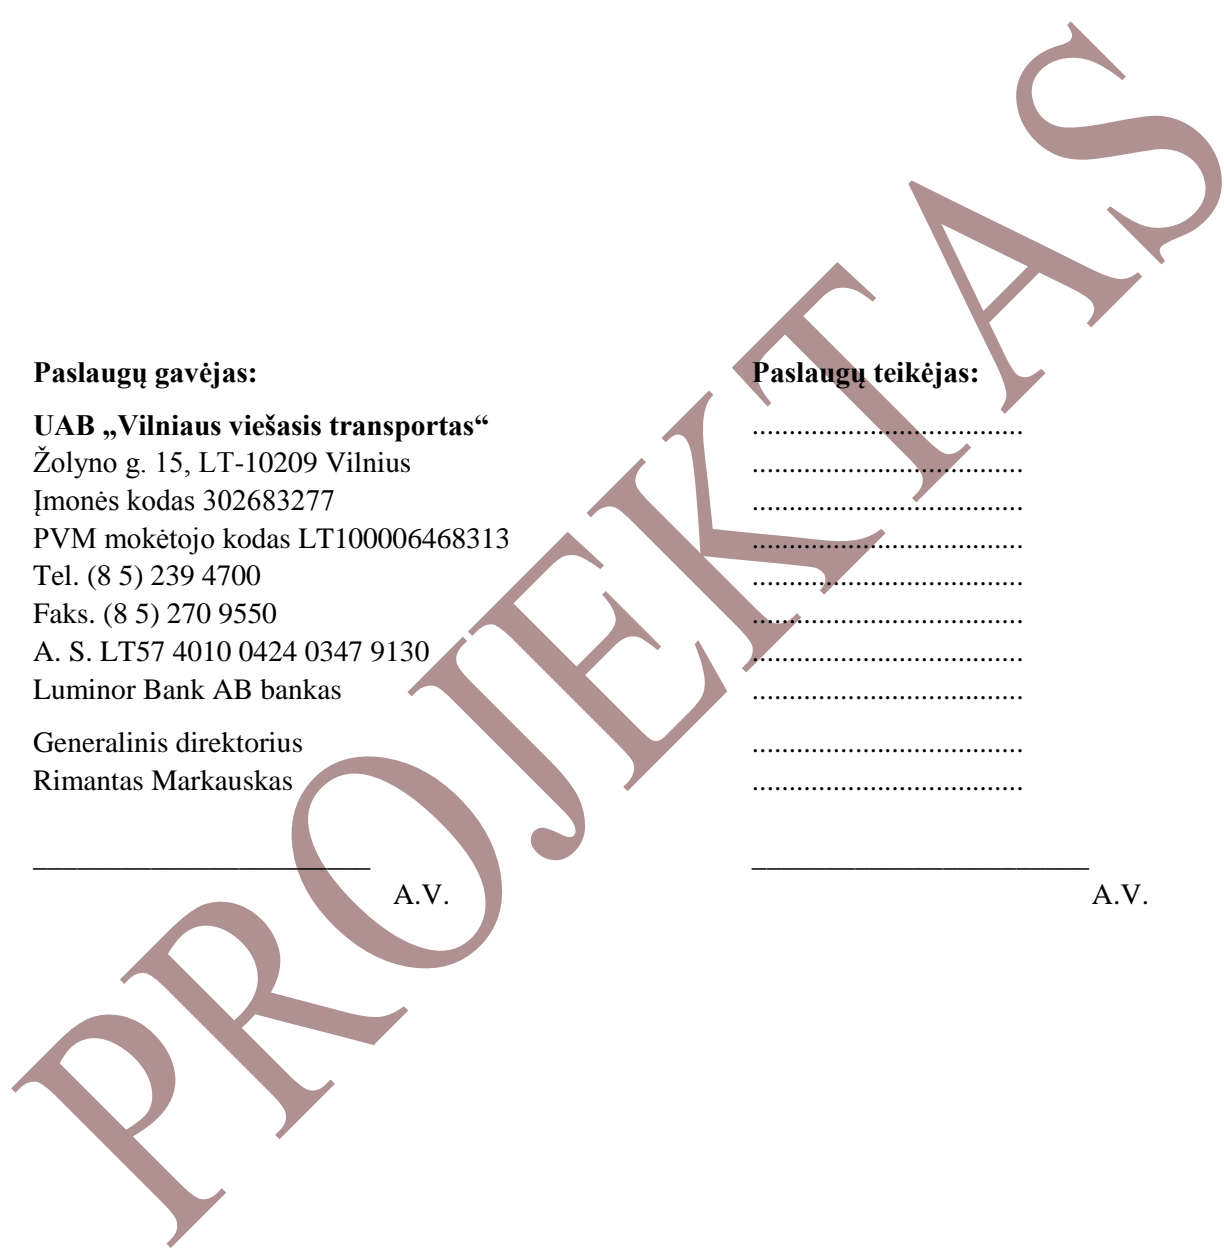 Paslaugų gavėjas:
UAB „Vilniaus viešasis transportas“
Žolyno g. 15, LT-10209 Vilnius
Įmonės kodas 302683277
PVM mokėtojo kodas LT100006468313
Tel. (8 5) 239 4700
Faks. (8 5) 270 9550
A. S. LT57 4010 0424 0347 9130
Luminor Bank AB bankas
Generalinis direktorius
Rimantas Markauskas
_______________________
A.V.
Paslaugų teikėjas:
.....................................
.....................................
.....................................
.....................................
.....................................
.....................................
.....................................
.....................................
.....................................
.....................................
_______________________
A.V.
PROJEKTAS